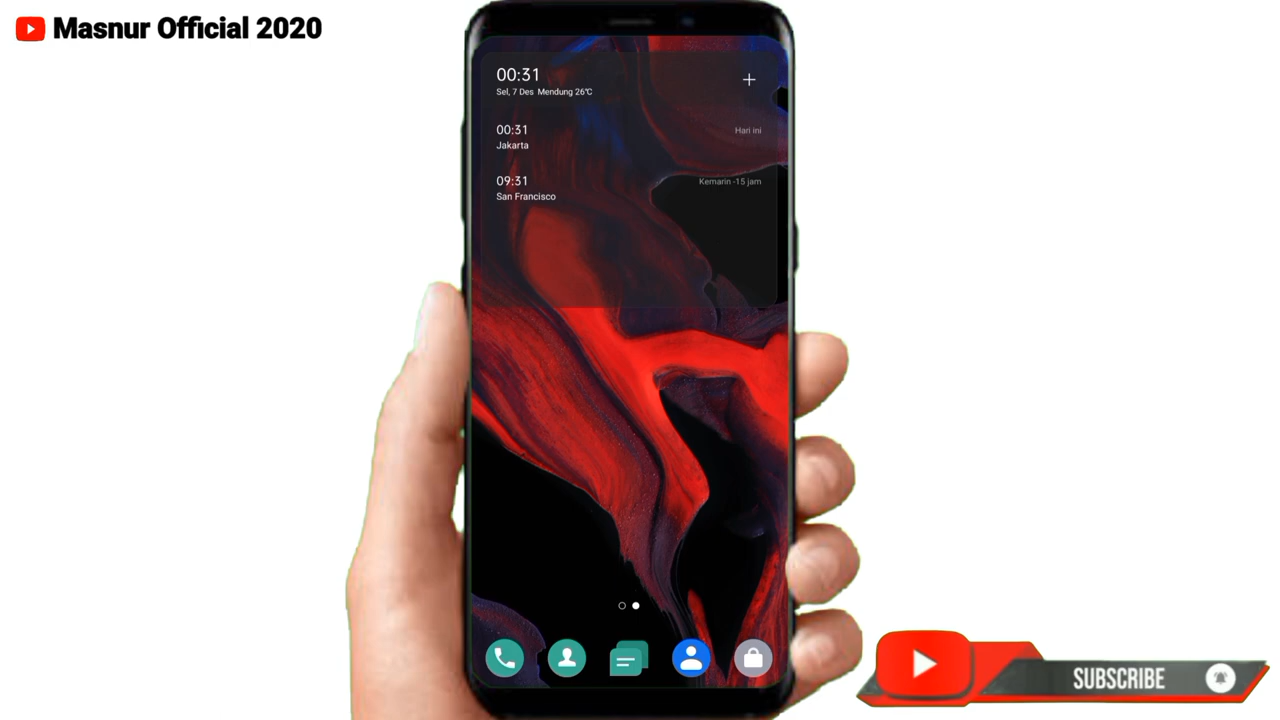 Masnur Official 2020
00:31
Sel, 7 Des Mendung 26°C
00:31
Hari ini
Jakarta
09:31
Kemarin -15 jam
San Francisco
SUBSCRIBE